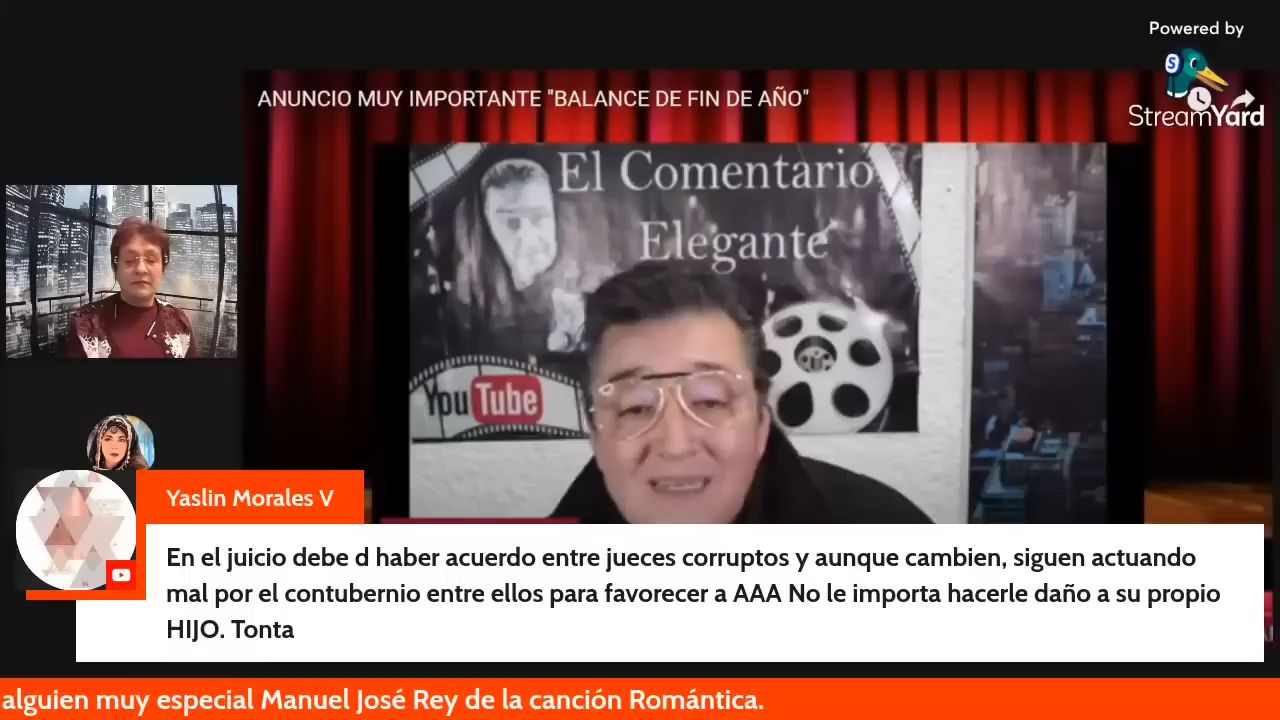 Powered by
StreamYard
ANUNCIO MUY IMPORTANTE "BALANCE DE FIN DE AÑO"
El Comentario
Elegante
YouTube
Yaslin Morales V
En el juicio debe d haber acuerdo entre jueces corruptos y aunque cambien, siguen actuando
mal por el contubernio entre ellos para favorecer a AAA No le importa hacerle daño a su propio
HIJO. Tonta
alguien muy especial Manuel José Rey de la canción Romántica.